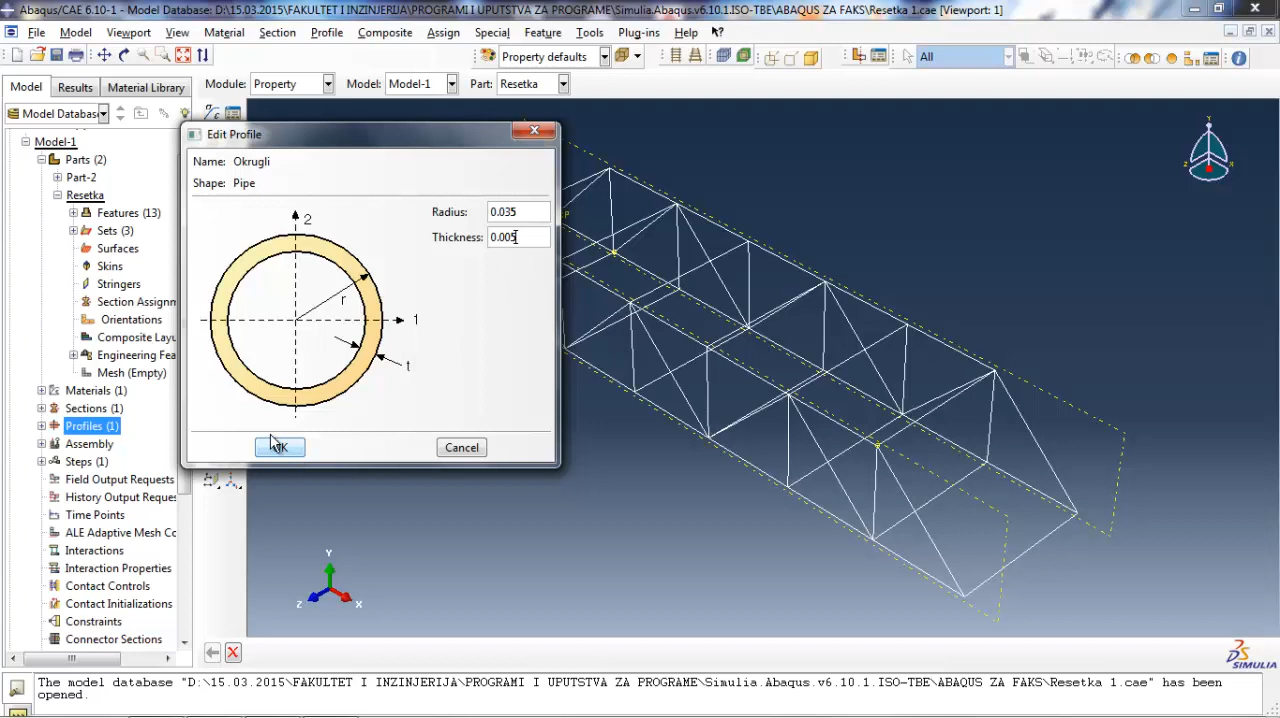 Abaqus/CAE 6.10-1 - Model Database: D:\15.03.2015\FAKULTET I INZINJERIJA\PROGRAMI I UPUTSTVA ZA PROGRAME\Simulia.Abaqus.v6.10.1.ISO-TBE\ABAQUS ZA FAKS\Resetka 1.cae [Viewport: 1]
File Model Viewport View Material Section Profile Composite Assign Special Feature Tools Plug-ins Help
Property defaults All
Model Results Material Library Module: Property Model: Model-1 Part: Resetka
Model Databas
Model-1
Parts (2)
Part-2
Resetka
Features (13)
Sets (3)
Surfaces
Skins
Stringers
Section Assignm
Orientations
Composite Layu
Engineering Fea
Mesh (Empty)
Materials (1)
Sections (1)
Profiles (1)
Assembly
Steps (1)
Field Output Reques
History Output Reques
Time Points
ALE Adaptive Mesh Co
Interactions
Interaction Properties
Contact Controls
Contact Initializations
Constraints
Connector Sections
Edit Profile
Name: Okrugli
Shape: Pipe
Radius: 0.035
Thickness: 0.005
2
r
1
t
OK Cancel
Y
Z X
Y
Z X
SIMULIA
The model database "D:\15.03.2015\FAKULTET I INZINJERIJA\PROGRAMI I UPUTSTVA ZA PROGRAME\Simulia.Abaqus.v6.10.1.ISO-TBE\ABAQUS ZA FAKS\Resetka 1.cae" has been
opened.